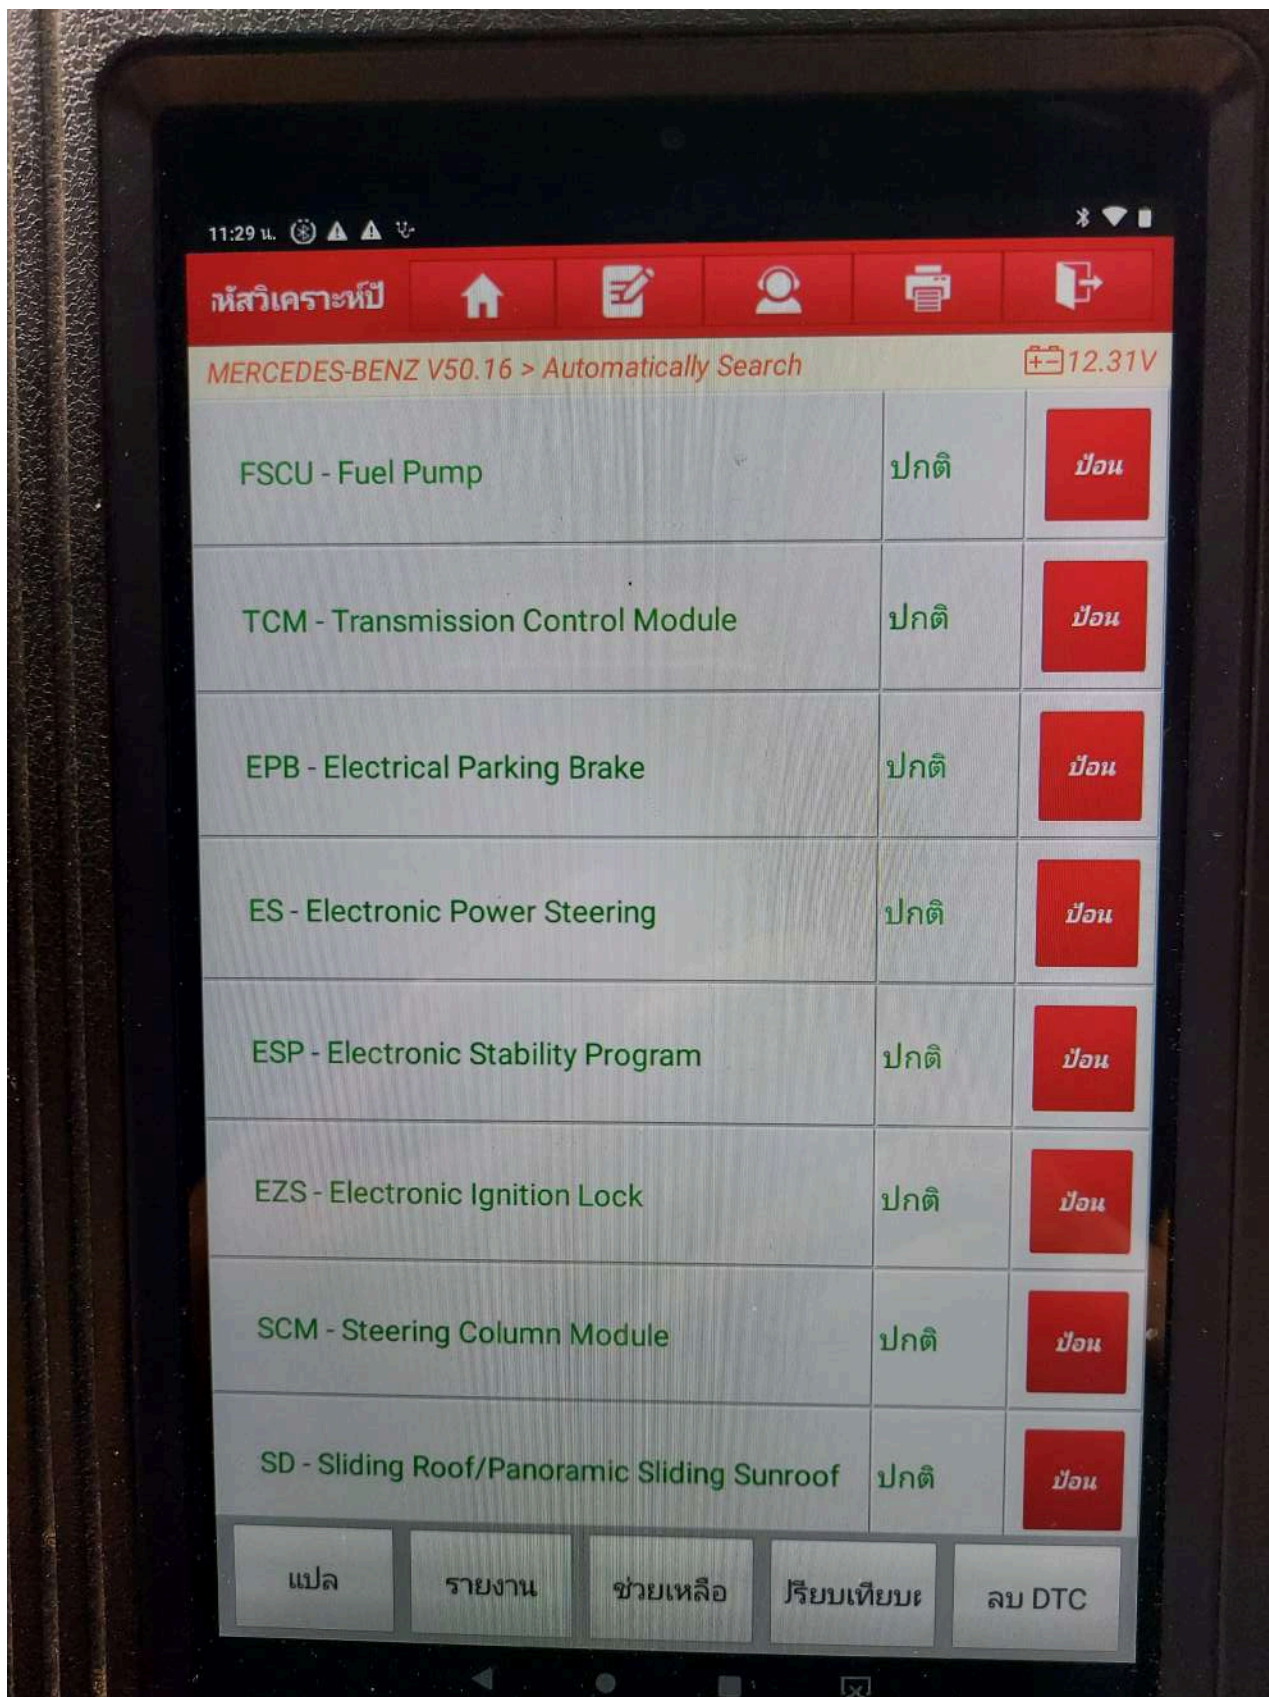 11:29 น.
หัสวิเคราะห์ปั
MERCEDES-BENZ V50.16 > Automatically Search
12.31V
FSCU - Fuel Pump ปกติ ป้อน
TCM - Transmission Control Module ปกติ ป้อน
EPB - Electrical Parking Brake ปกติ ป้อน
ES - Electronic Power Steering ปกติ ป้อน
ESP - Electronic Stability Program ปกติ ป้อน
EZS - Electronic Ignition Lock ปกติ ป้อน
SCM - Steering Column Module ปกติ ป้อน
SD - Sliding Roof/Panoramic Sliding Sunroof ปกติ ป้อน
แปล รายงาน ช่วยเหลือ ปรียบเทียบ ลบ DTC